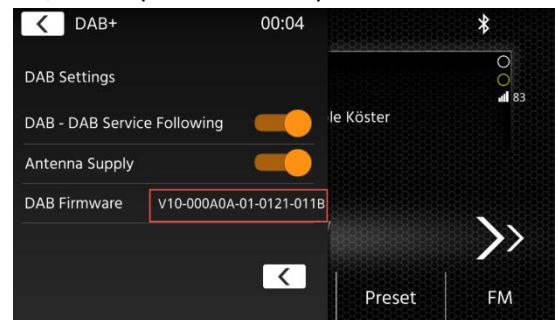 DAB+ 00:04
DAB Settings
83
DAB - DAB Service Following
le Köster
Antenna Supply
DAB Firmware V10-000A0A-01-0121-011B
Preset FM